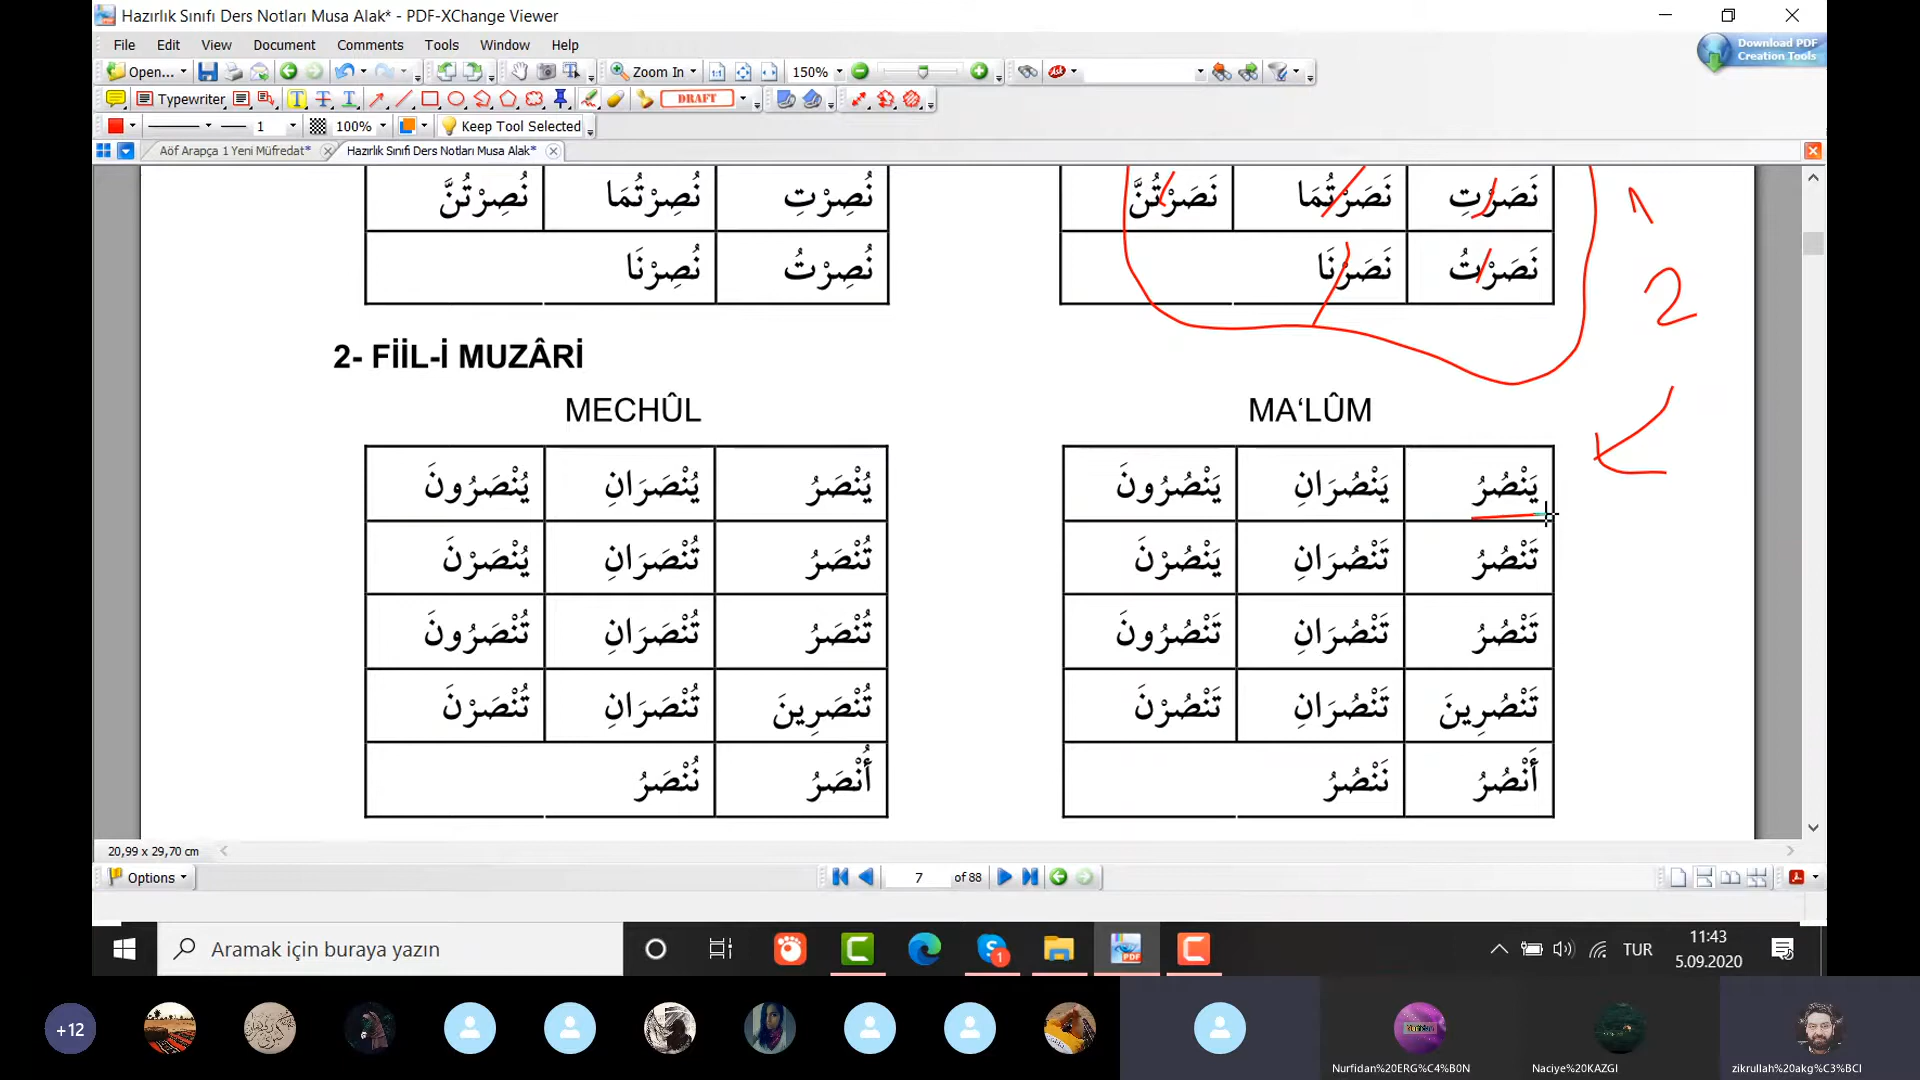 Hazırlık Sınıfı Ders Notları Musa Alak* - PDF-XChange Viewer
File Edit View Document Comments Tools Window Help
Download PDF Creation Tools
Open... Zoom In 150%
Typewriter DRAFT
1 100% Keep Tool Selected
Aöf Arapça 1 Yeni Müfredat* Hazırlık Sınıfı Ders Notları Musa Alak*
نَصَرْتِ نَصَرْتُمَا نَصَرْتُنَّ
نَصَرْتُ نَصَرْنَا
نُصِرْتِ نُصِرْتُمَا نُصِرْتُنَّ
نُصِرْتُ نُصِرْنَا
1
2
2- FİİL-İ MUZÂRİ
MECHÛL MA‘LÛM
يَنْصُرُ يَنْصُرَانِ يَنْصُرُونَ
تَنْصُرُ تَنْصُرَانِ يَنْصُرْنَ
تَنْصُرُ تَنْصُرَانِ تَنْصُرُونَ
تَنْصُرِينَ تَنْصُرَانِ تَنْصُرْنَ
أَنْصُرُ نَنْصُرُ
يُنْصَرُ يُنْصَرَانِ يُنْصَرُونَ
تُنْصَرُ تُنْصَرَانِ يُنْصَرْنَ
تُنْصَرُ تُنْصَرَانِ تُنْصَرُونَ
تُنْصَرِينَ تُنْصَرَانِ تُنْصَرْنَ
أُنْصَرُ نُنْصَرُ
20,99 x 29,70 cm
Options 7 of 88
Aramak için buraya yazın
TUR 11:43
5.09.2020
+12
Nurfidan%20ERG%C4%B0N Naciye%20KAZGI zikrullah%20akg%C3%BCl